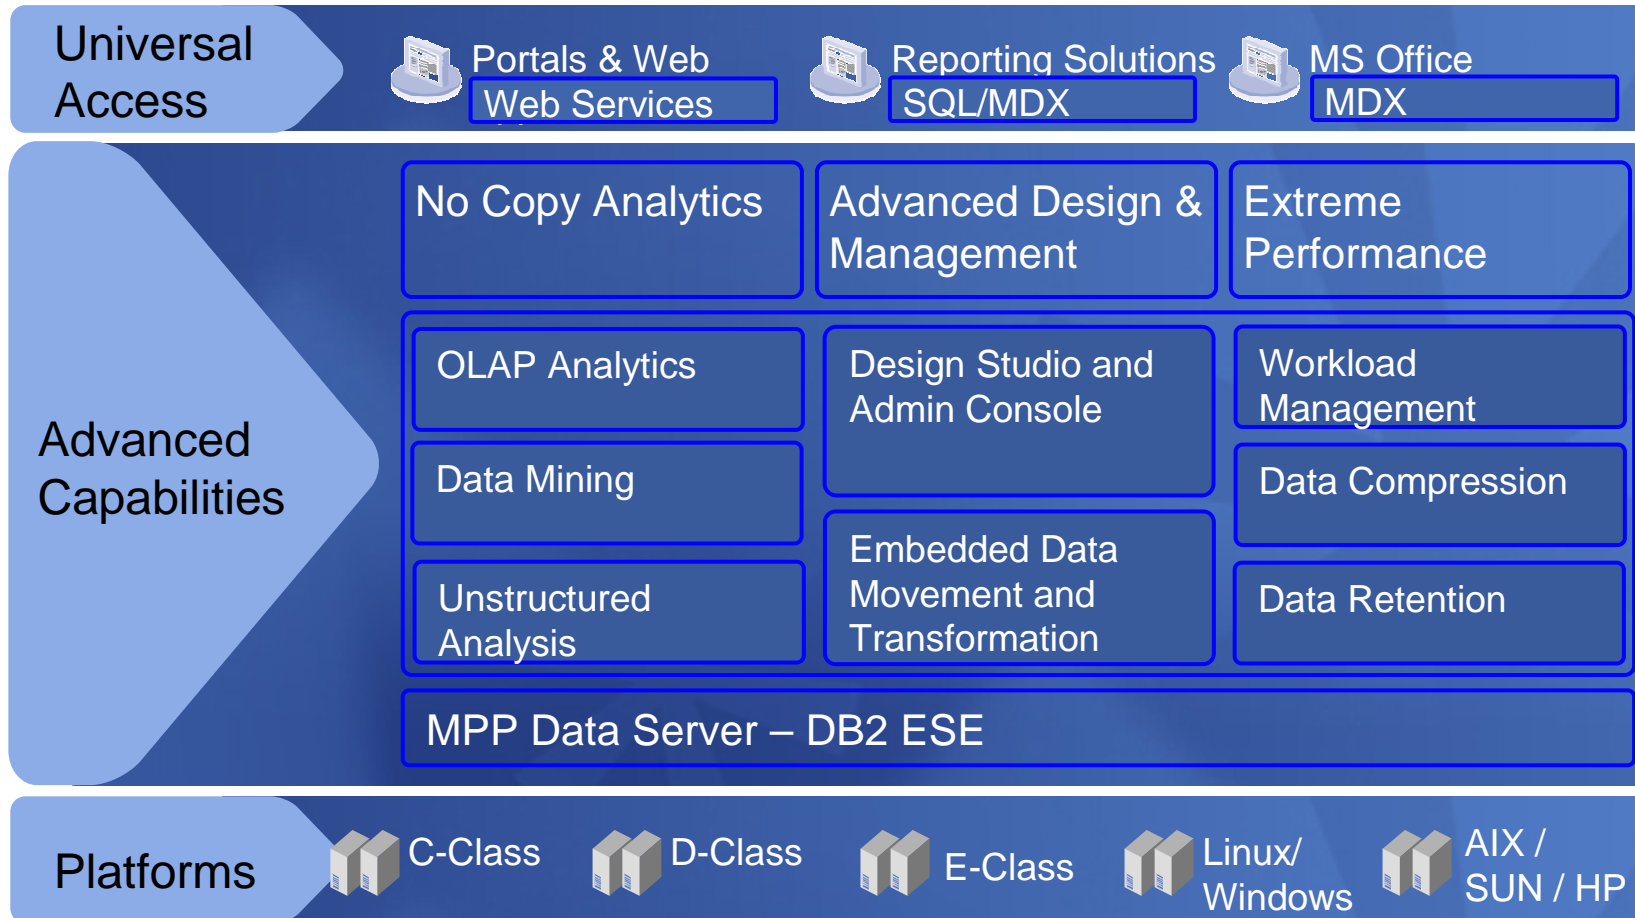 Universal
Access
Portals & Web
Web Services
Reporting Solutions
SQL/MDX
MS Office
MDX
Advanced
Capabilities
No Copy Analytics
Advanced Design &
Management
Extreme
Performance
OLAP Analytics
Data Mining
Unstructured
Analysis
Design Studio and
Admin Console
Embedded Data
Movement and
Transformation
Workload
Management
Data Compression
Data Retention
MPP Data Server – DB2 ESE
Platforms
C-Class
D-Class
E-Class
Linux/
Windows
AIX /
SUN / HP